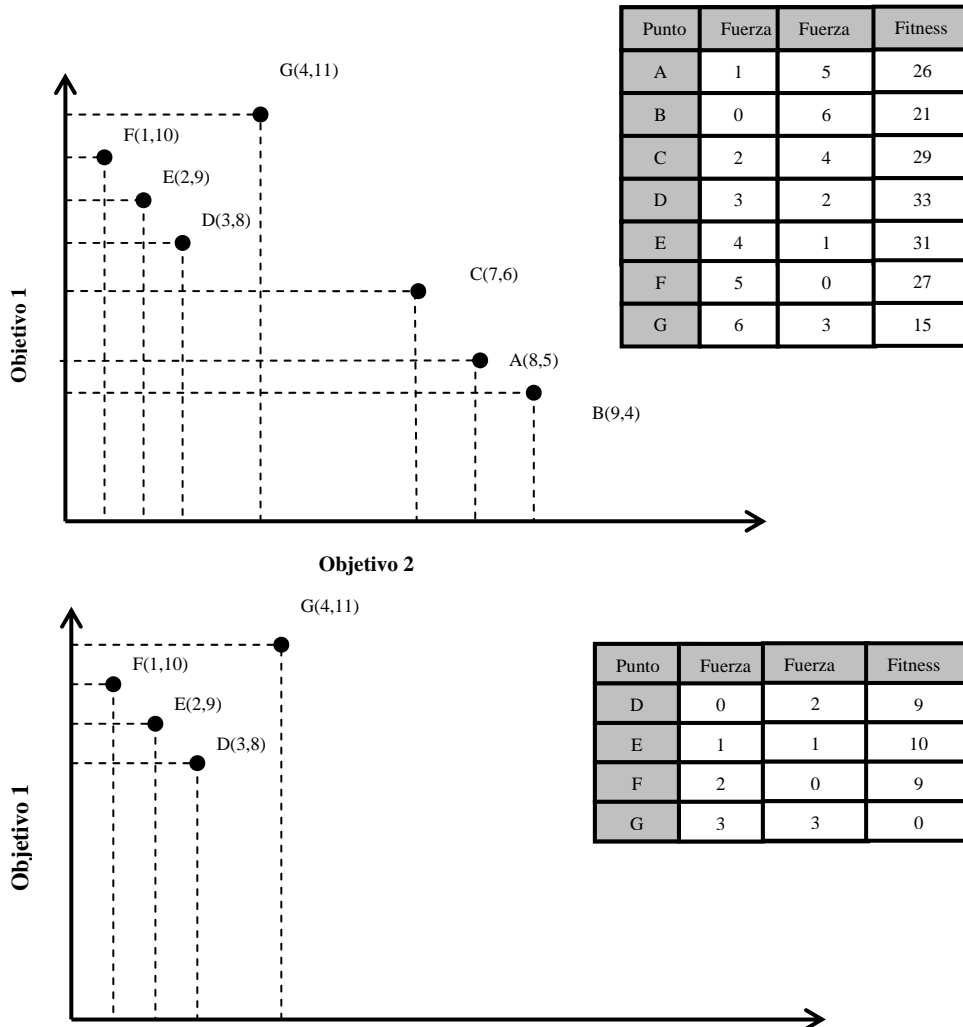 Punto Fuerza Fuerza Fitness
A 1 5 26
B 0 6 21
C 2 4 29
D 3 2 33
E 4 1 31
F 5 0 27
G 6 3 15
G(4,11)
F(1,10)
E(2,9)
D(3,8)
C(7,6)
A(8,5)
B(9,4)
Objetivo 1
Objetivo 2
G(4,11)
F(1,10)
E(2,9)
D(3,8)
Objetivo 1
Punto Fuerza Fuerza Fitness
D 0 2 9
E 1 1 10
F 2 0 9
G 3 3 0